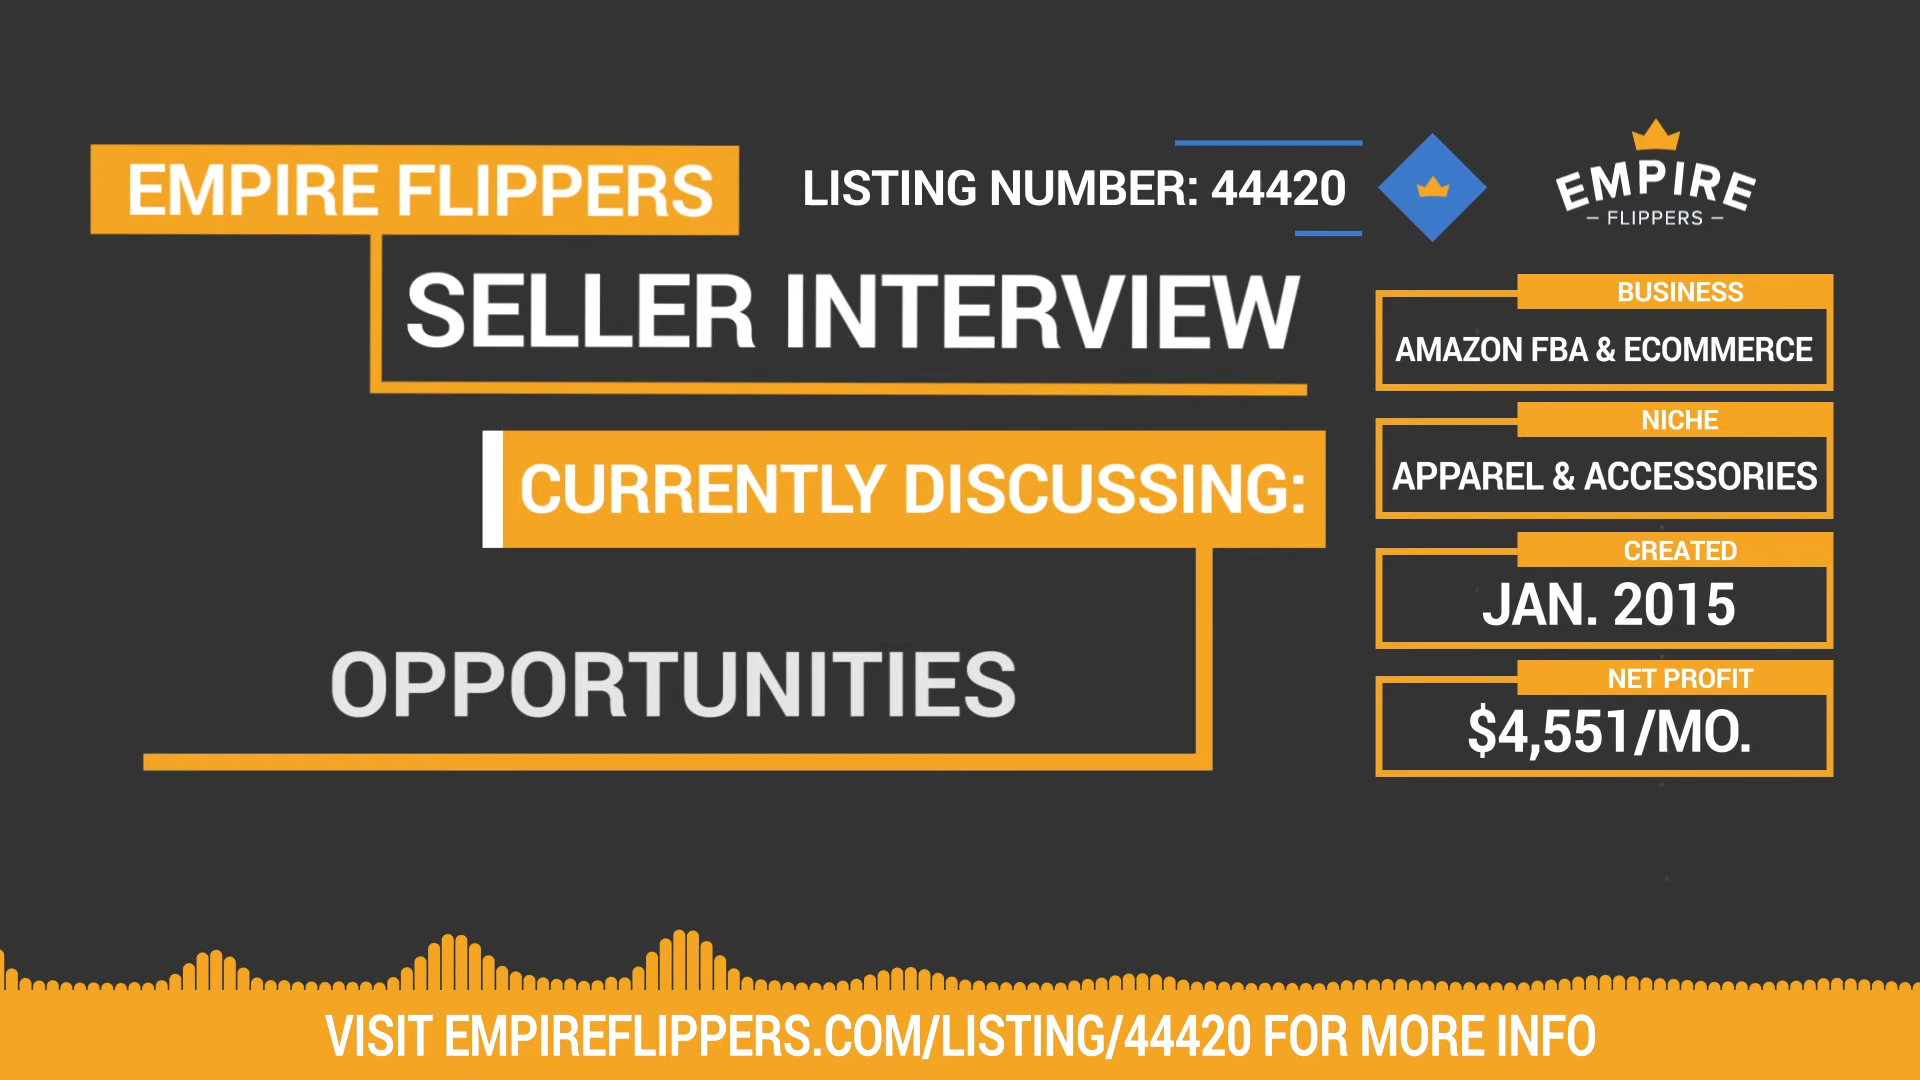 EMPIRE FLIPPERS
LISTING NUMBER: 44420
EMPIRE
FLIPPERS
SELLER INTERVIEW
CURRENTLY DISCUSSING:
OPPORTUNITIES
BUSINESS
AMAZON FBA & ECOMMERCE
NICHE
APPAREL & ACCESSORIES
CREATED
JAN. 2015
NET PROFIT
$4,551/MO.
VISIT EMPIREFLIPPERS.COM/LISTING/44420 FOR MORE INFO